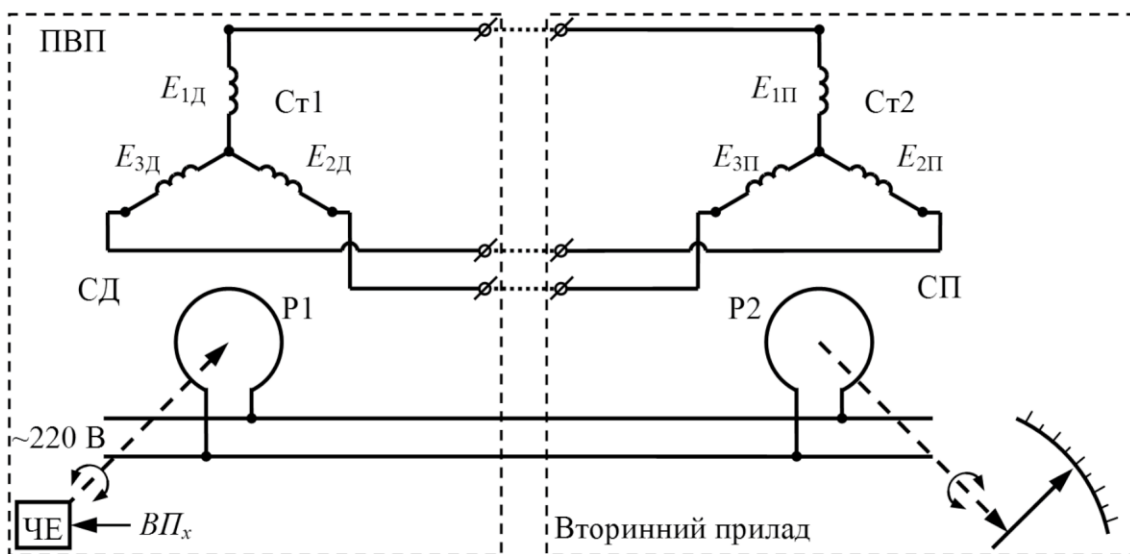 ПВП
E1Д
Ст1
E3Д
E2Д
СД
Р1
~220 В
ЧЕ
ВПx
E1П
Ст2
E3П
E2П
СП
Р2
Вторинний прилад